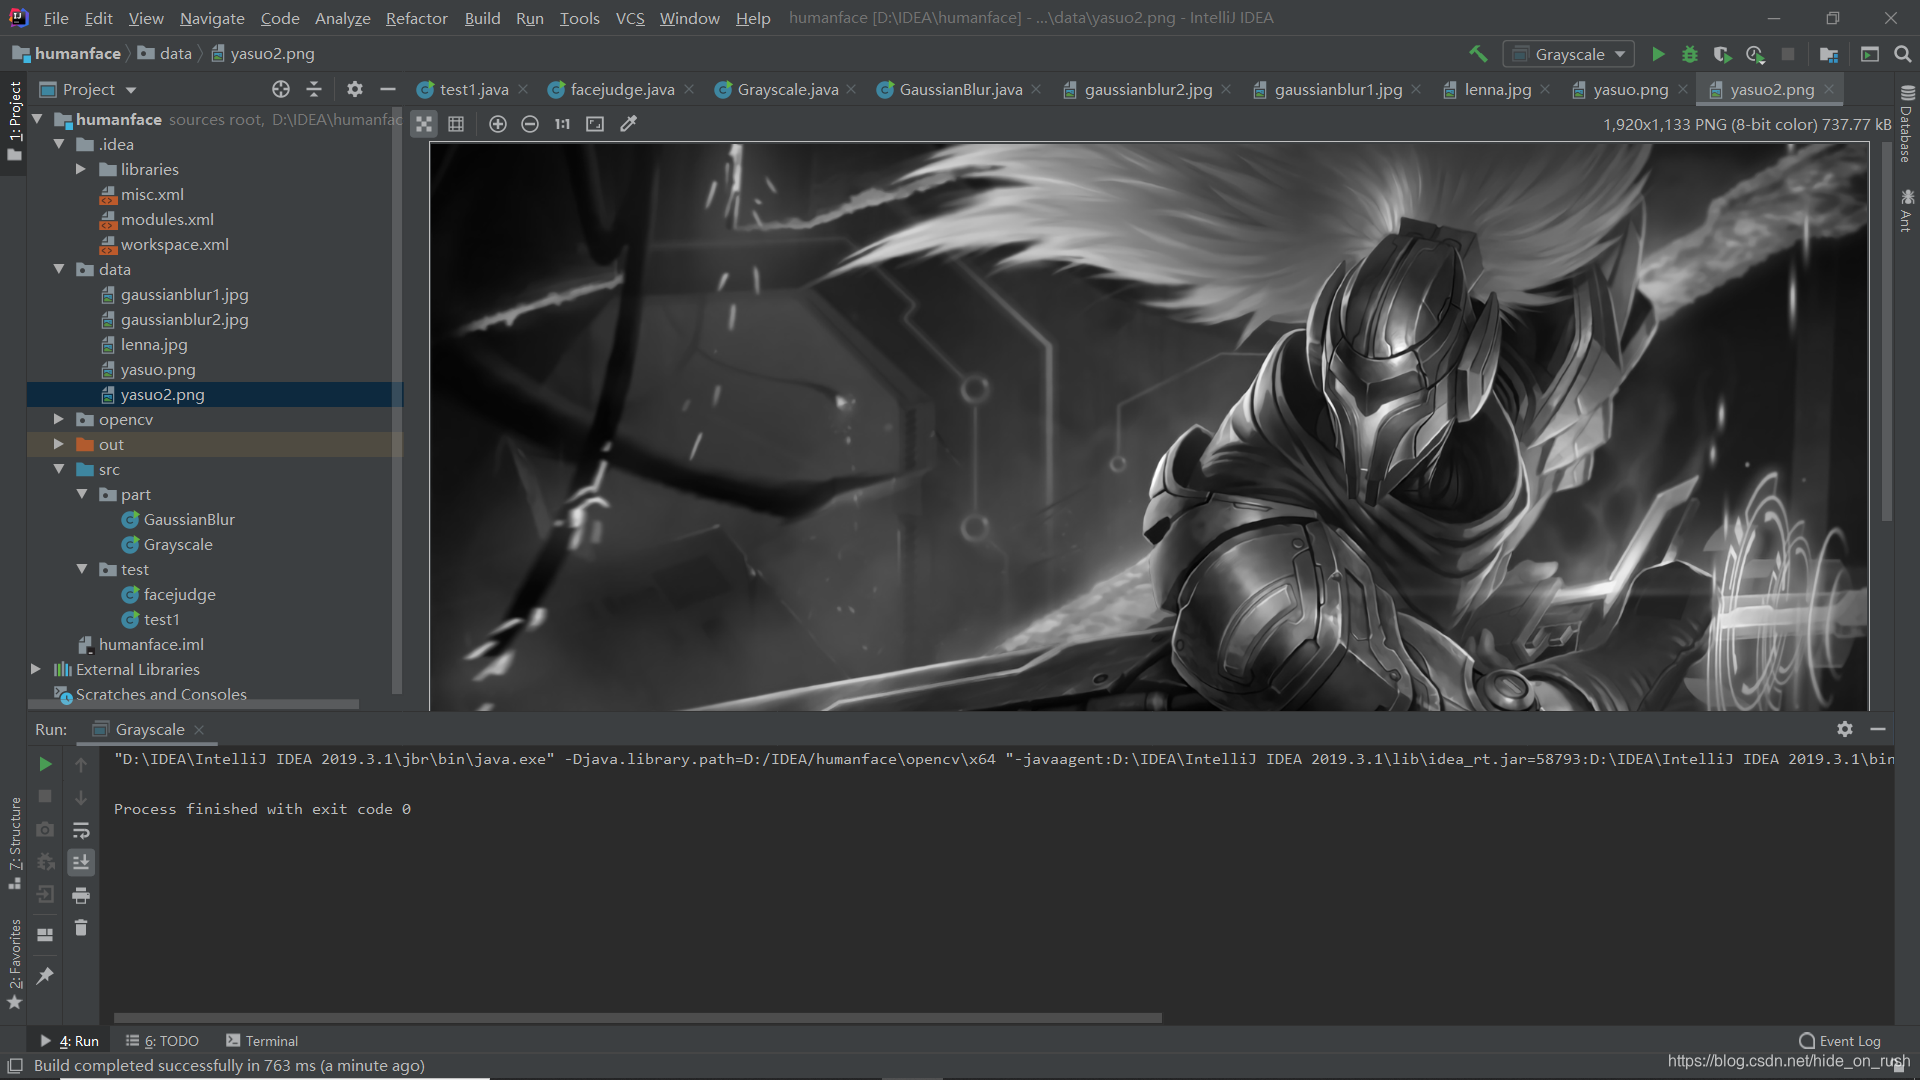 File Edit View Navigate Code Analyze Refactor Build Run Tools VCS Window Help humanface [D:\IDEA\humanface] - ...\data\yasuo2.png - IntelliJ IDEA
humanface data yasuo2.png Grayscale
1: Project
Project
test1.java facejudge.java Grayscale.java GaussianBlur.java gaussianblur2.jpg gaussianblur1.jpg lenna.jpg yasuo.png yasuo2.png
1:1 1,920x1,133 PNG (8-bit color) 737.77 kB
humanface sources root, D:\IDEA\humanfac
.idea
libraries
misc.xml
modules.xml
workspace.xml
data
gaussianblur1.jpg
gaussianblur2.jpg
lenna.jpg
yasuo.png
yasuo2.png
opencv
out
src
part
GaussianBlur
Grayscale
test
facejudge
test1
humanface.iml
External Libraries
Scratches and Consoles
Database
Ant
Run: Grayscale
"D:\IDEA\IntelliJ IDEA 2019.3.1\jbr\bin\java.exe" -Djava.library.path=D:/IDEA/humanface\opencv\x64 "-javaagent:D:\IDEA\IntelliJ IDEA 2019.3.1\lib\idea_rt.jar=58793:D:\IDEA\IntelliJ IDEA 2019.3.1\bin
Process finished with exit code 0
Z: Structure
2: Favorites
4: Run 6: TODO Terminal Event Log
Build completed successfully in 763 ms (a minute ago)
https://blog.csdn.net/hide_on_rush